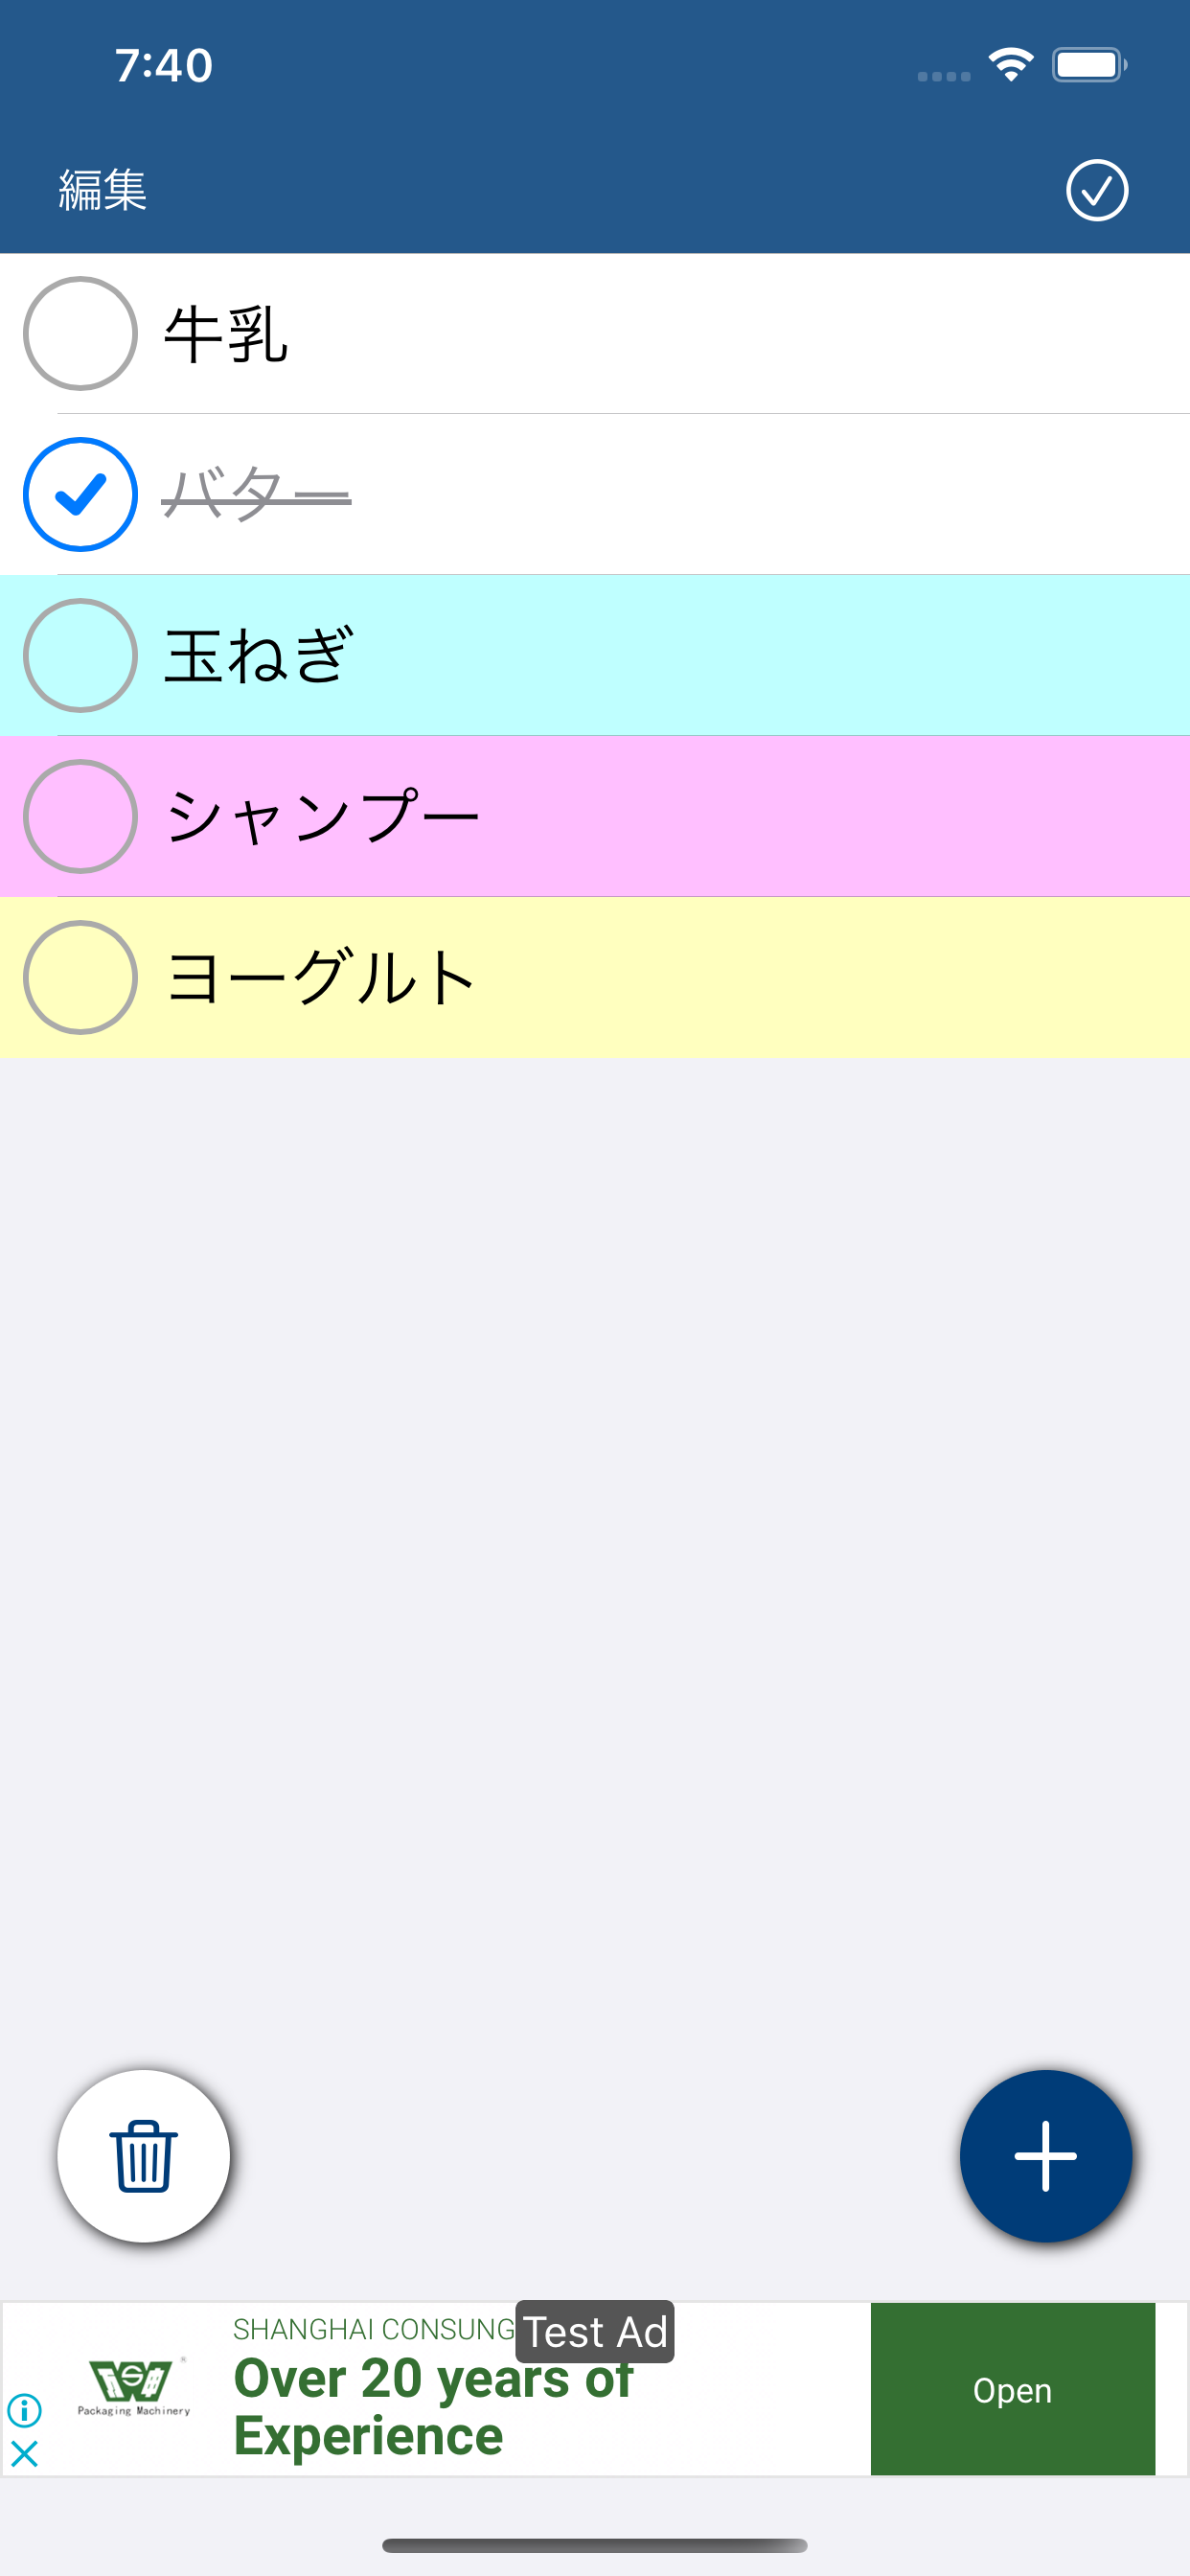 7:40
編集
牛乳
バター
玉ねぎ
シャンプー
ヨーグルト
SHANGHAI CONSUNG
Test Ad
Over 20 years of
Experience
Packaging Machinery
Open